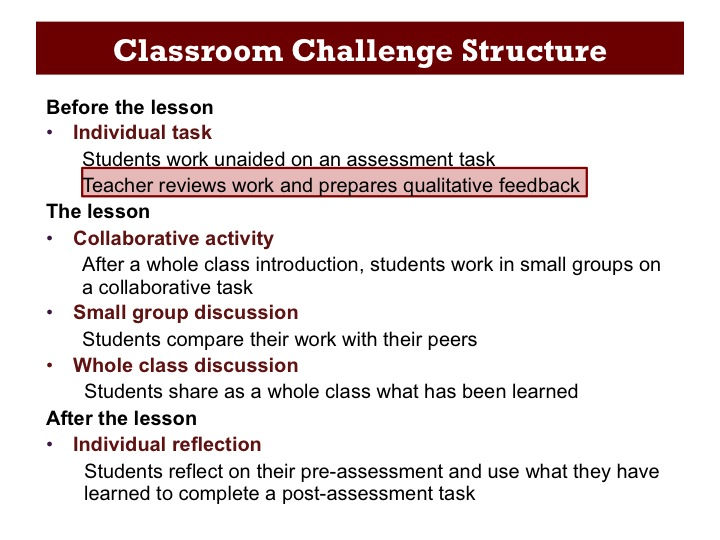 Classroom Challenge Structure
Before the lesson
• Individual task
Students work unaided on an assessment task
Teacher reviews work and prepares qualitative feedback
The lesson
• Collaborative activity
After a whole class introduction, students work in small groups on
a collaborative task
• Small group discussion
Students compare their work with their peers
• Whole class discussion
Students share as a whole class what has been learned
After the lesson
• Individual reflection
Students reflect on their pre-assessment and use what they have
learned to complete a post-assessment task